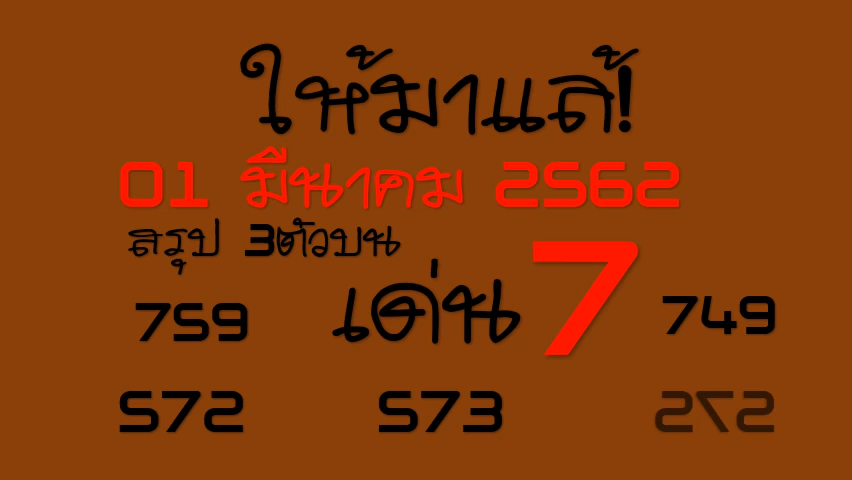 ให้มาแล้!
01 มีนาคม 2562
สรุป 3ตัวบน
เด่น 7
759 749
572 573